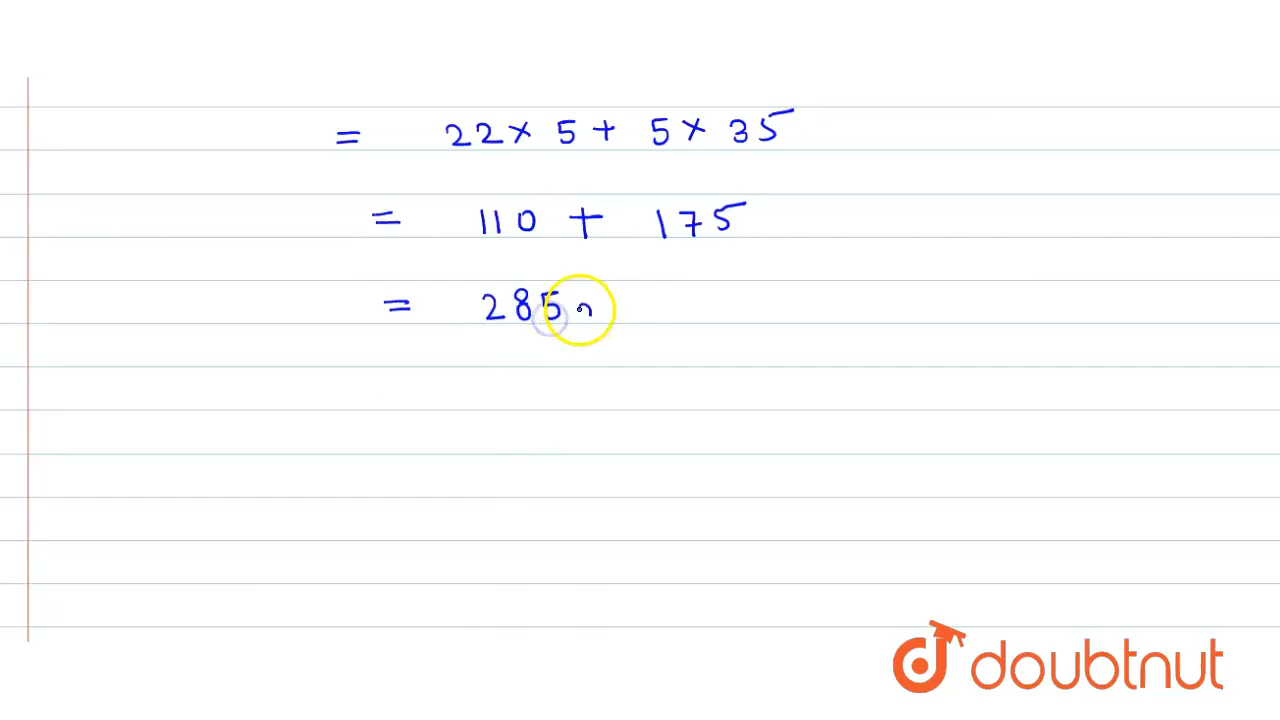 = 22 × 5 + 5 × 35
= 110 + 175
= 285
doubtnut